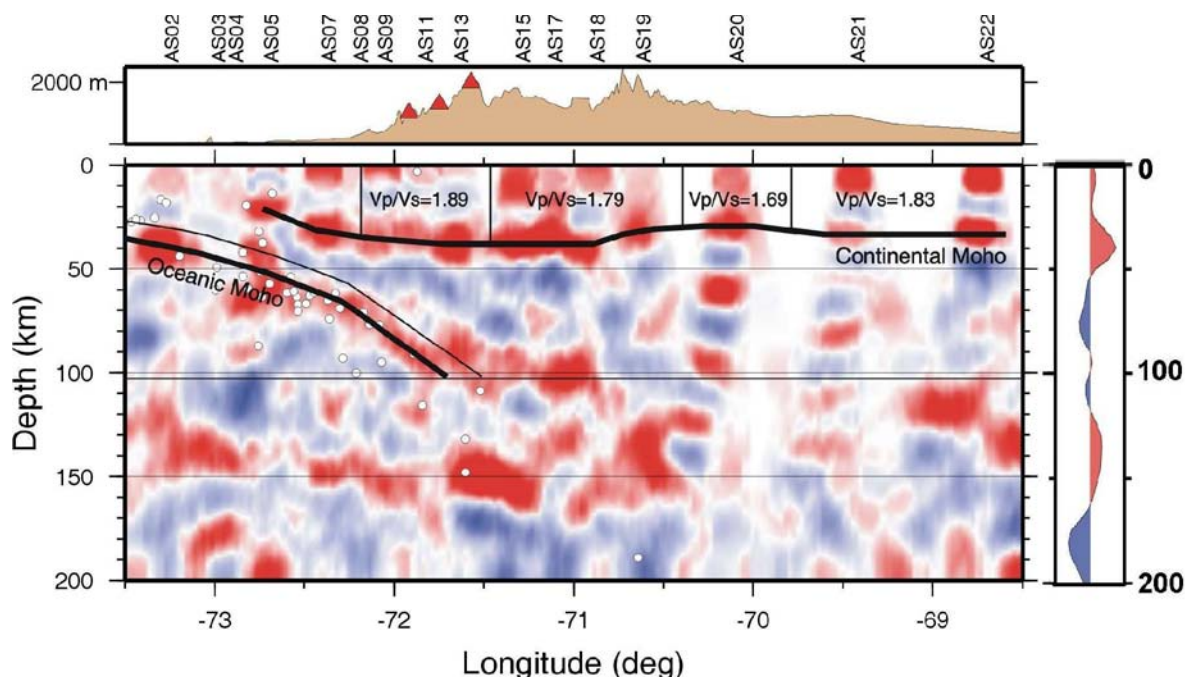 AS02 AS03 AS04 AS05 AS07 AS08 AS09 AS11 AS13 AS15 AS17 AS18 AS19 AS20 AS21 AS22
2000 m
0
50
100
150
200
Depth (km)
Vp/Vs=1.89 Vp/Vs=1.79 Vp/Vs=1.69 Vp/Vs=1.83
Continental Moho
Oceanic Moho
-73 -72 -71 -70 -69
Longitude (deg)
0
100
200